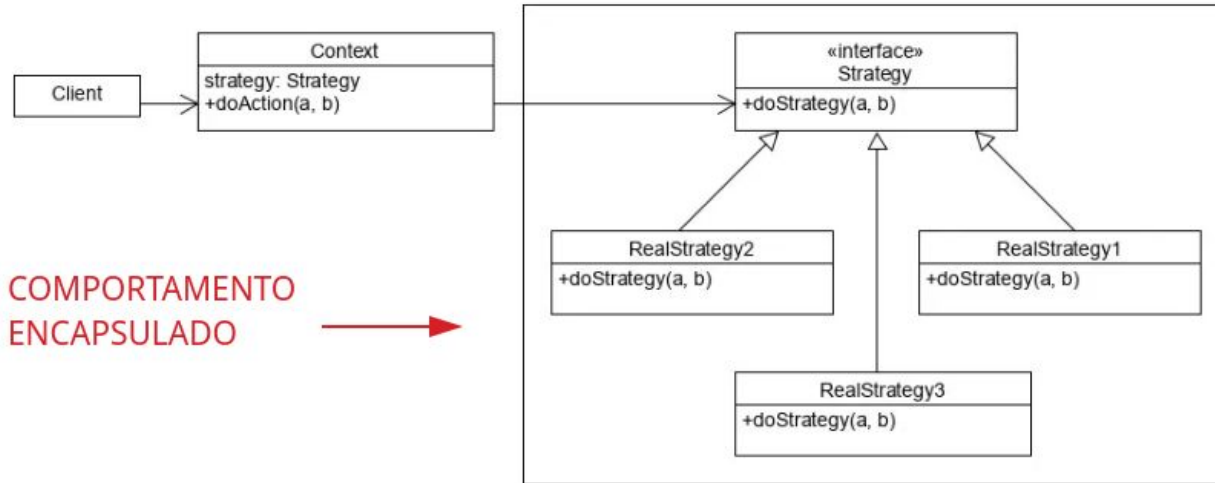 Client
Context
strategy: Strategy
+doAction(a, b)
«interface»
Strategy
+doStrategy(a, b)
RealStrategy2
+doStrategy(a, b)
RealStrategy1
+doStrategy(a, b)
COMPORTAMENTO
ENCAPSULADO
RealStrategy3
+doStrategy(a, b)